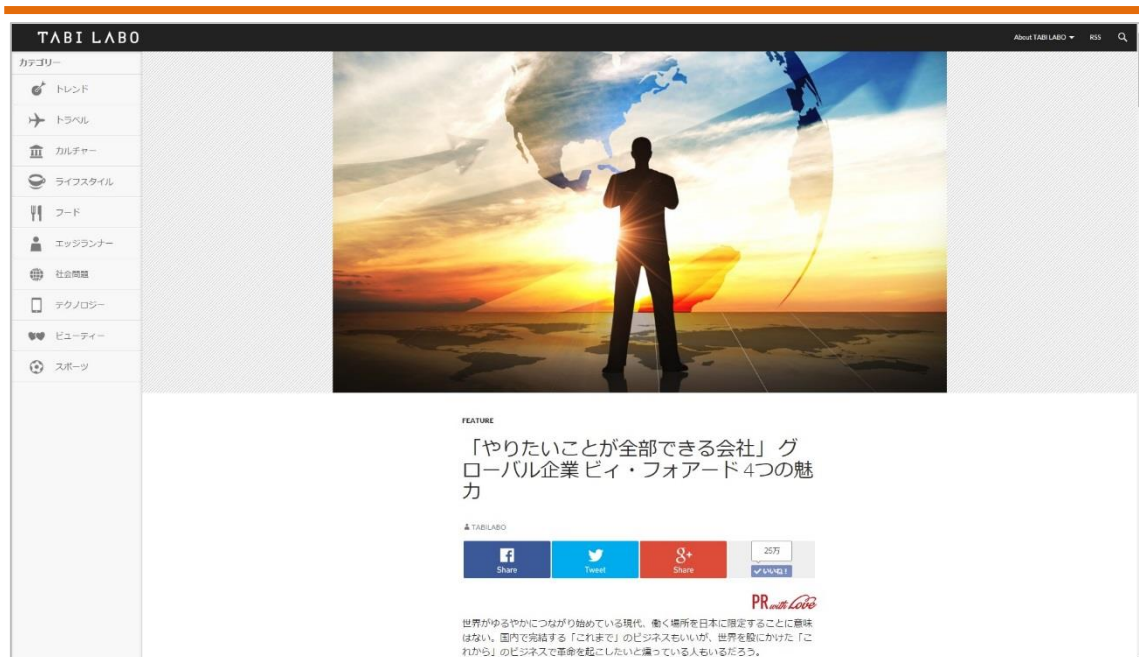 TABI LABO
About TABI LABO
RSS
カテゴリー
トレンド
トラベル
カルチャー
ライフスタイル
フード
エッジランナー
社会問題
テクノロジー
ビューティー
スポーツ
FEATURE
「やりたいことが全部できる会社」グ
ローバル企業 ビィ・フォアード 4つの魅
力
TABILABO
Share
Tweet
8+
Share
25万
いいね!
PR with Love
世界がゆるやかにつながり始めている現代、働く場所を日本に限定することに意味
はない。国内で完結する「これまで」のビジネスもいいが、世界を股にかけた「こ
れから」のビジネスで革命を起こしたいと燻っている人もいるだろう。